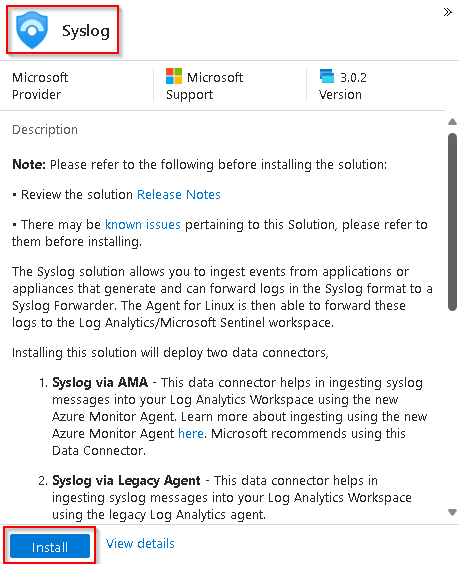 »
Syslog
Microsoft
Provider
Microsoft
Support
3.0.2
Version
Description
Note: Please refer to the following before installing the solution:
• Review the solution Release Notes
• There may be known issues pertaining to this Solution, please refer to
them before installing.
The Syslog solution allows you to ingest events from applications or
appliances that generate and can forward logs in the Syslog format to a
Syslog Forwarder. The Agent for Linux is then able to forward these
logs to the Log Analytics/Microsoft Sentinel workspace.
Installing this solution will deploy two data connectors,
1. Syslog via AMA - This data connector helps in ingesting syslog
messages into your Log Analytics Workspace using the new
Azure Monitor Agent. Learn more about ingesting using the new
Azure Monitor Agent here. Microsoft recommends using this
Data Connector.
2. Syslog via Legacy Agent - This data connector helps in
ingesting syslog messages into your Log Analytics Workspace
using the legacy Log Analytics agent.
Install
View details